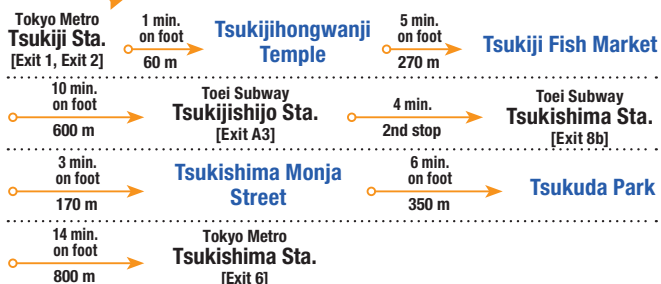 Tokyo Metro
Tsukiji Sta.
[Exit 1, Exit 2]
1 min.
on foot
60 m
Tsukijihongwanji
Temple
5 min.
on foot
270 m
Tsukiji Fish Market
10 min.
on foot
600 m
Toei Subway
Tsukijishijo Sta.
[Exit A3]
4 min.
2nd stop
Toei Subway
Tsukishima Sta.
[Exit 8b]
3 min.
on foot
170 m
Tsukishima Monja
Street
6 min.
on foot
350 m
Tsukuda Park
14 min.
on foot
800 m
Tokyo Metro
Tsukishima Sta.
[Exit 6]